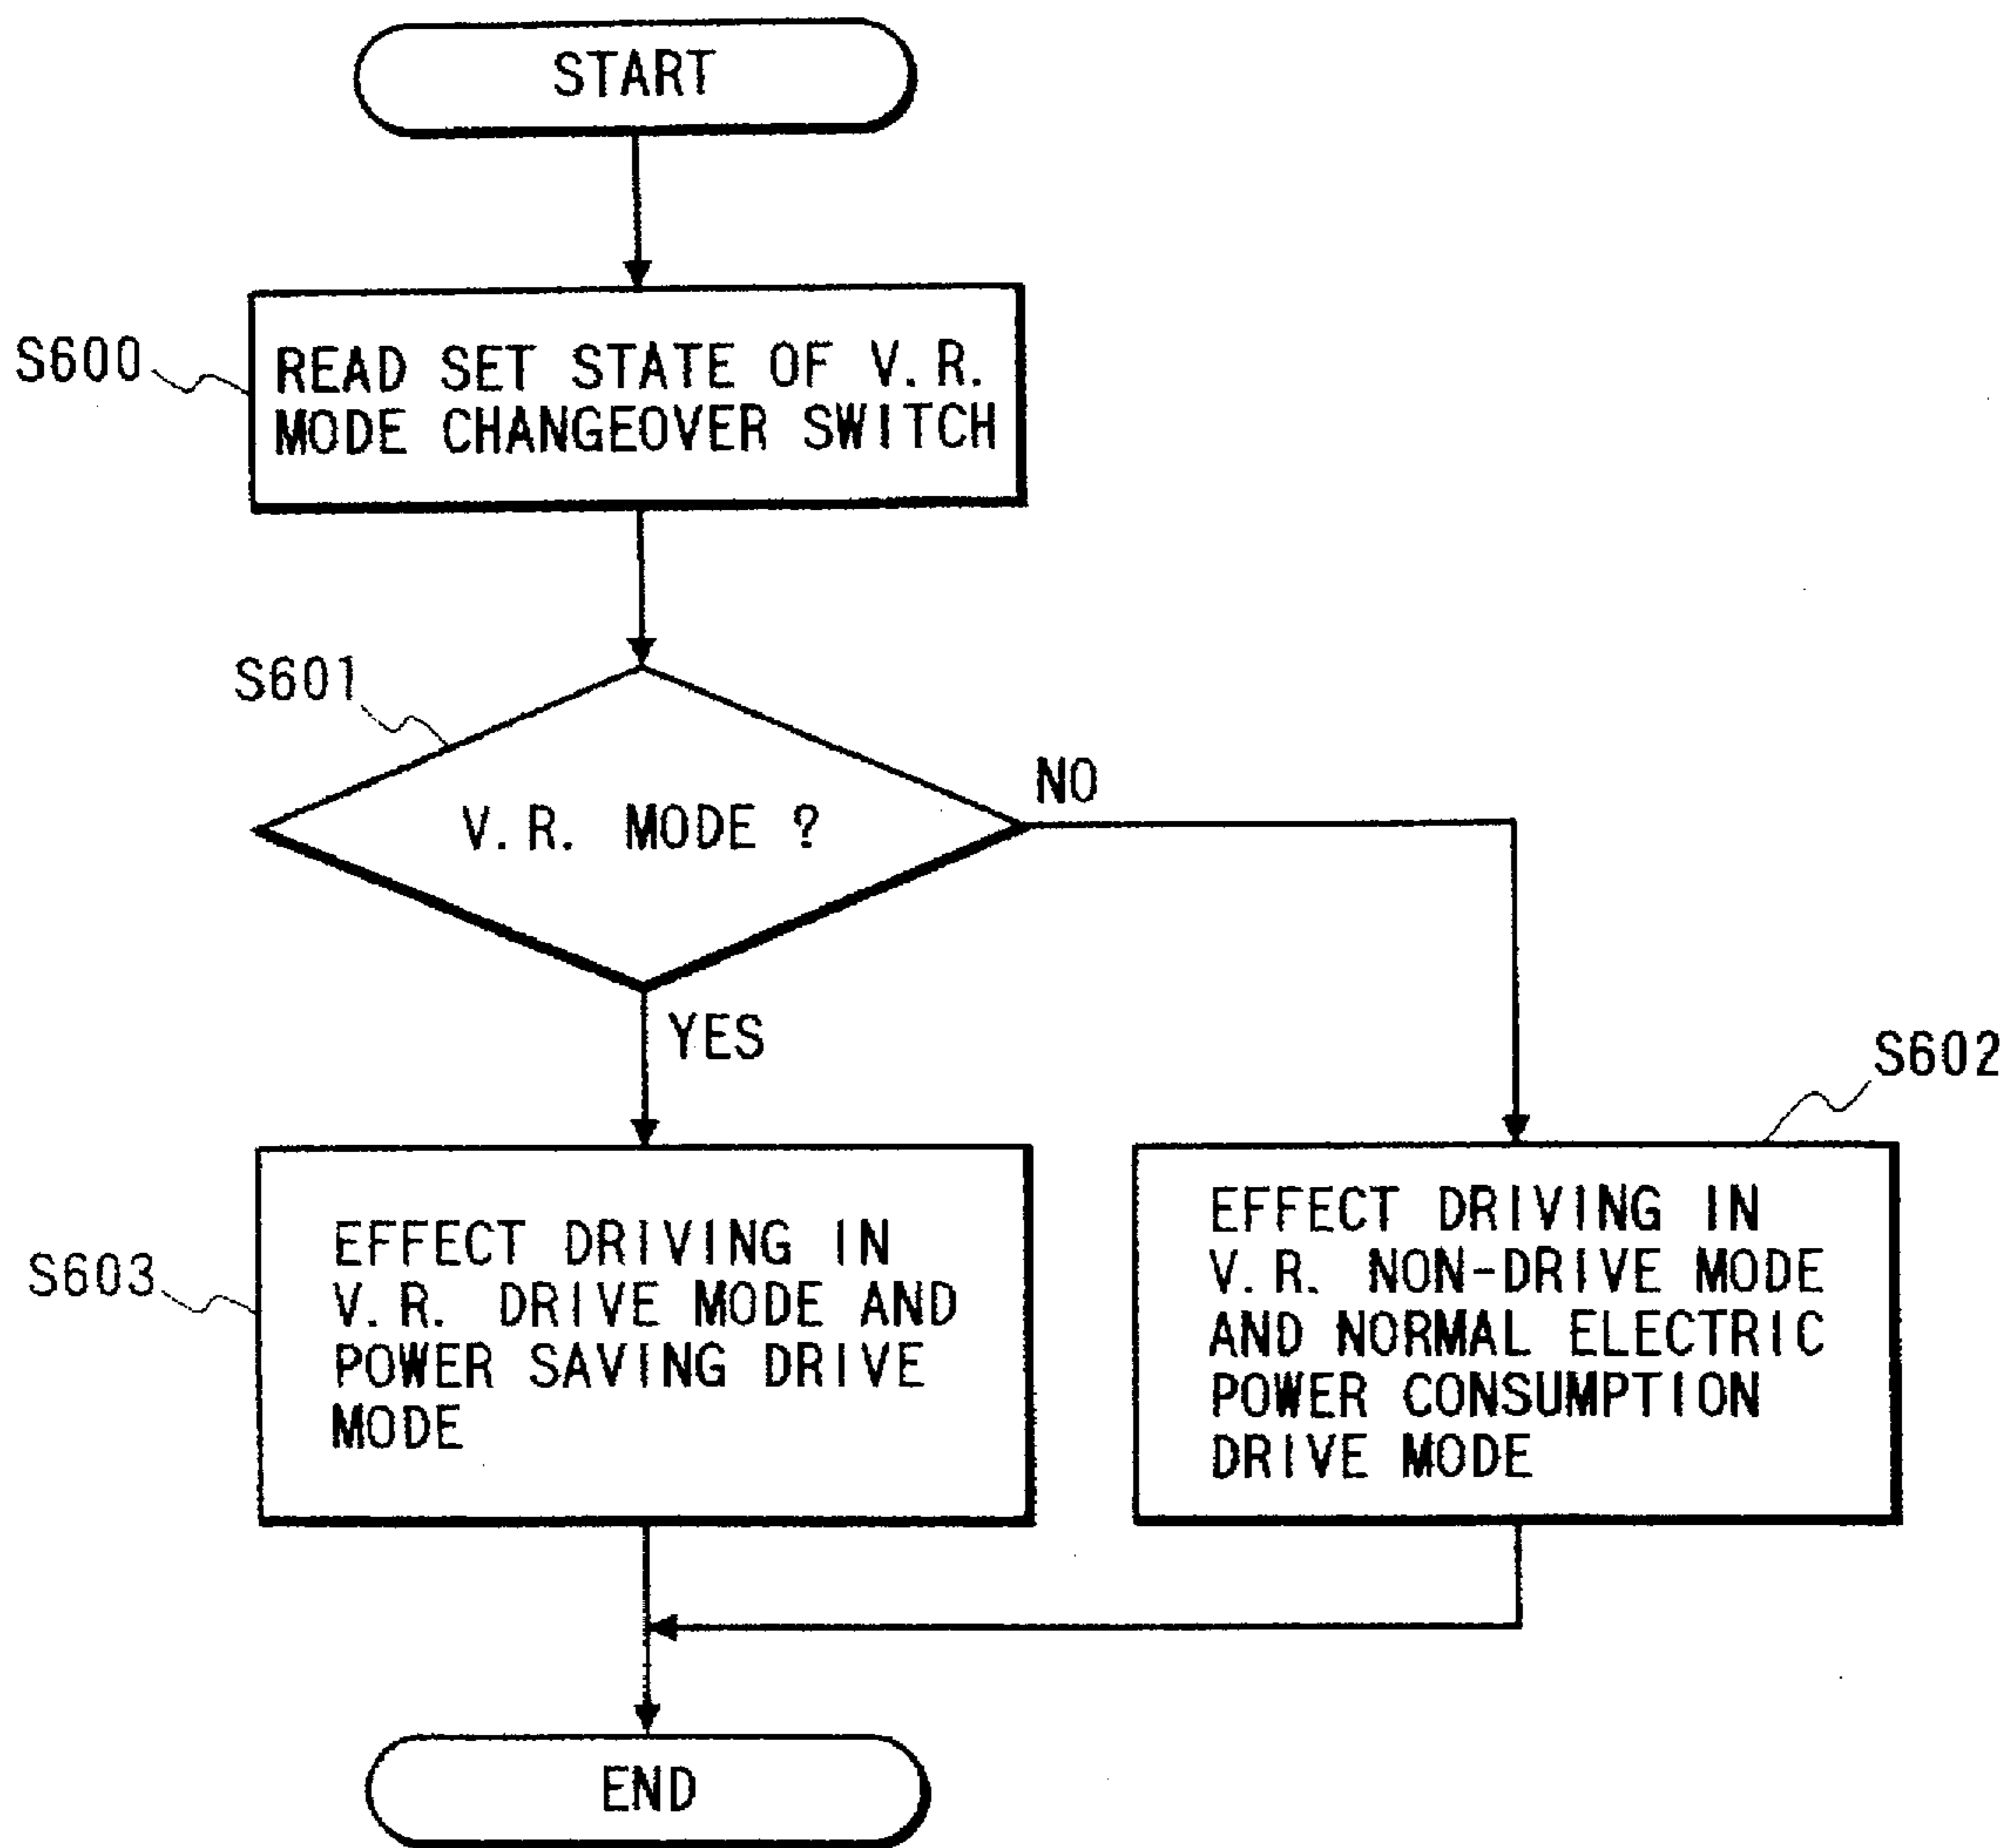 START
S600
READ SET STATE OF V.R.
MODE CHANGEOVER SWITCH
S601
V.R. MODE ?
NO
YES
S602
S603
EFFECT DRIVING IN
V.R. DRIVE MODE AND
POWER SAVING DRIVE
MODE
EFFECT DRIVING IN
V.R. NON-DRIVE MODE
AND NORMAL ELECTRIC
POWER CONSUMPTION
DRIVE MODE
END